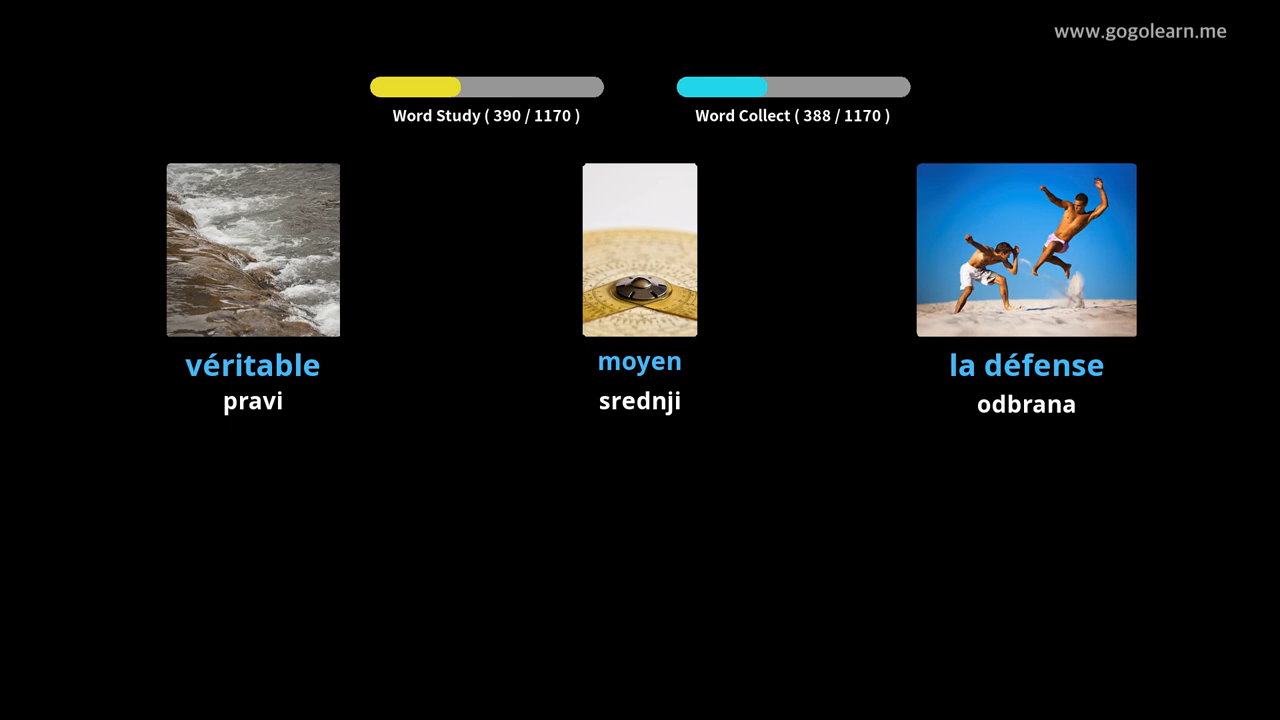 www.gogolearn.me
Word Study ( 390 / 1170 )
Word Collect ( 388 / 1170 )
véritable
pravi
moyen
srednji
la défense
odbrana